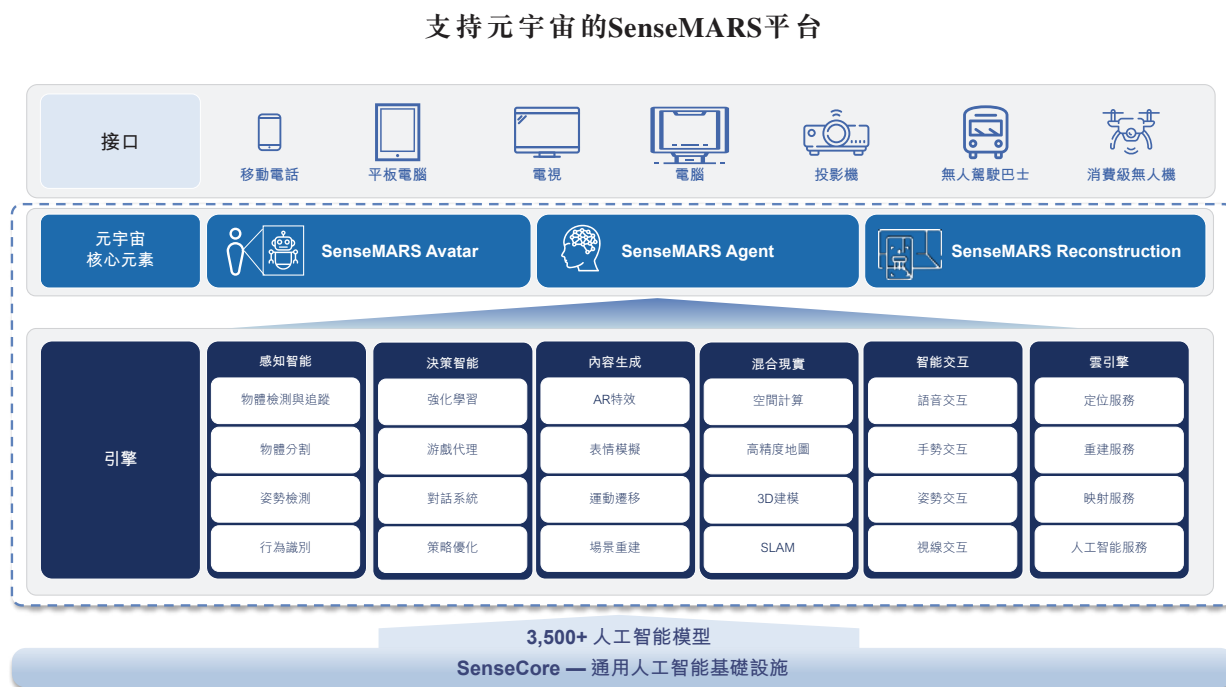 支持元宇宙的SenseMARS平台
接口
移動電話
平板電腦
電視
電腦
投影機
無人駕駛巴士
消費級無人機
元宇宙
核心元素
SenseMARS Avatar
SenseMARS Agent
SenseMARS Reconstruction
引擎
感知智能
物體檢測與追蹤
物體分割
姿勢檢測
行為識別
決策智能
強化學習
游戲代理
對話系統
策略優化
內容生成
AR特效
表情模擬
運動遷移
場景重建
混合現實
空間計算
高精度地圖
3D建模
SLAM
智能交互
語音交互
手勢交互
姿勢交互
視線交互
雲引擎
定位服務
重建服務
映射服務
人工智能服務
3,500+ 人工智能模型
SenseCore — 通用人工智能基礎設施